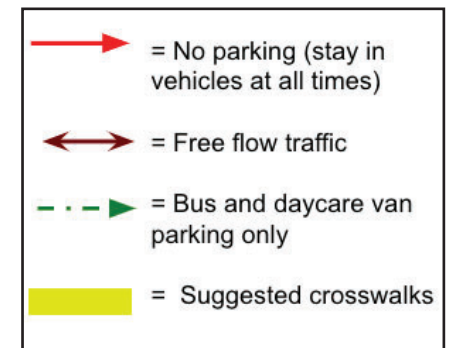 = No parking (stay in
vehicles at all times)
= Free flow traffic
= Bus and daycare van
parking only
= Suggested crosswalks